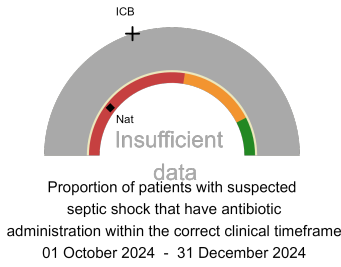 ICB
Nat
Insufficient
data
Proportion of patients with suspected
septic shock that have antibiotic
administration within the correct clinical timeframe
01 October 2024 - 31 December 2024